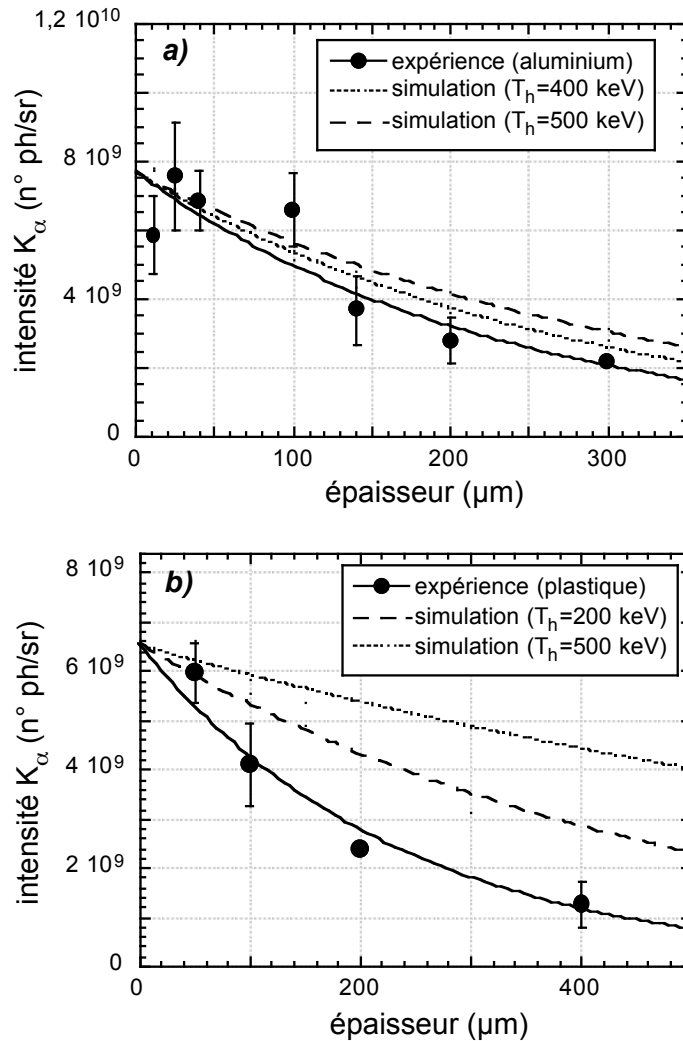 1,2 10^10
a)
expérience (aluminium)
simulation (T_h=400 keV)
simulation (T_h=500 keV)
8 10^9
4 10^9
0
intensité K_α (n° ph/sr)
0 100 200 300
épaisseur (µm)
8 10^9
b)
expérience (plastique)
simulation (T_h=200 keV)
simulation (T_h=500 keV)
6 10^9
4 10^9
2 10^9
0
intensité K_α (n° ph/sr)
0 200 400
épaisseur (µm)